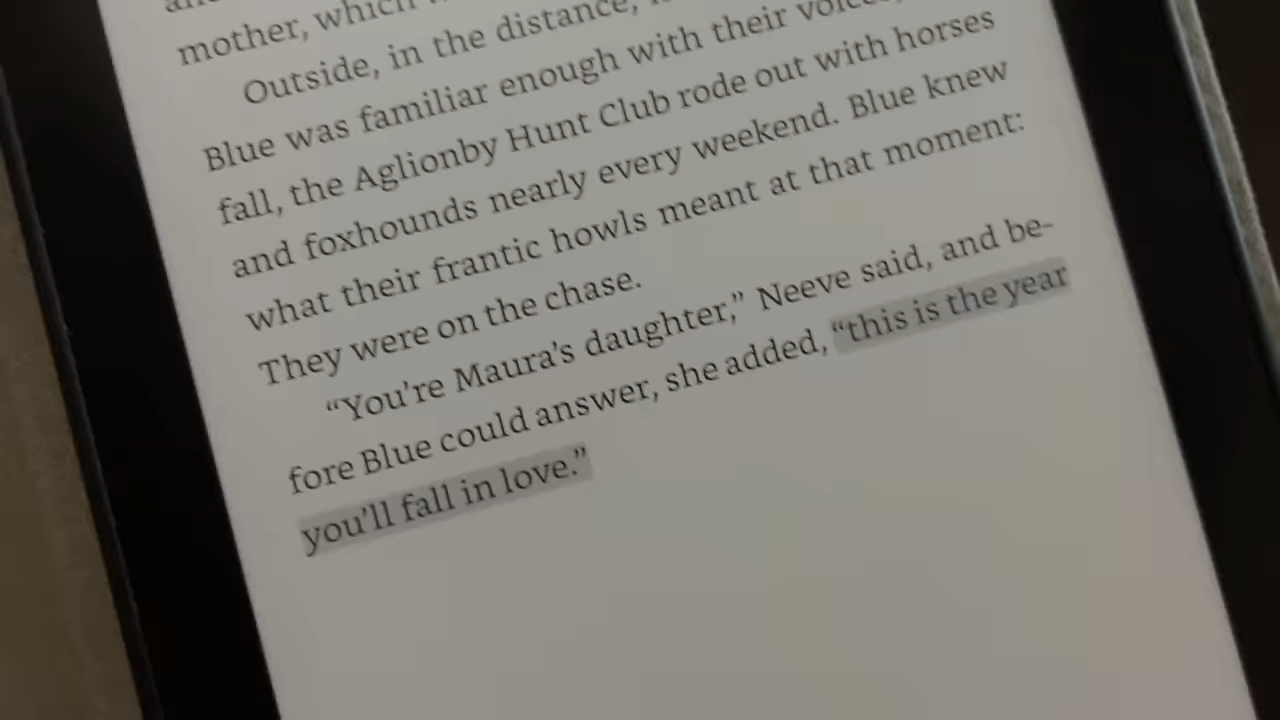 mother, which
Outside, in the distance,
Blue was familiar enough with their voices,
fall, the Aglionby Hunt Club rode out with horses
and foxhounds nearly every weekend. Blue knew
what their frantic howls meant at that moment:
They were on the chase.
“You’re Maura’s daughter,” Neeve said, and be-
fore Blue could answer, she added, “this is the year
you’ll fall in love.”